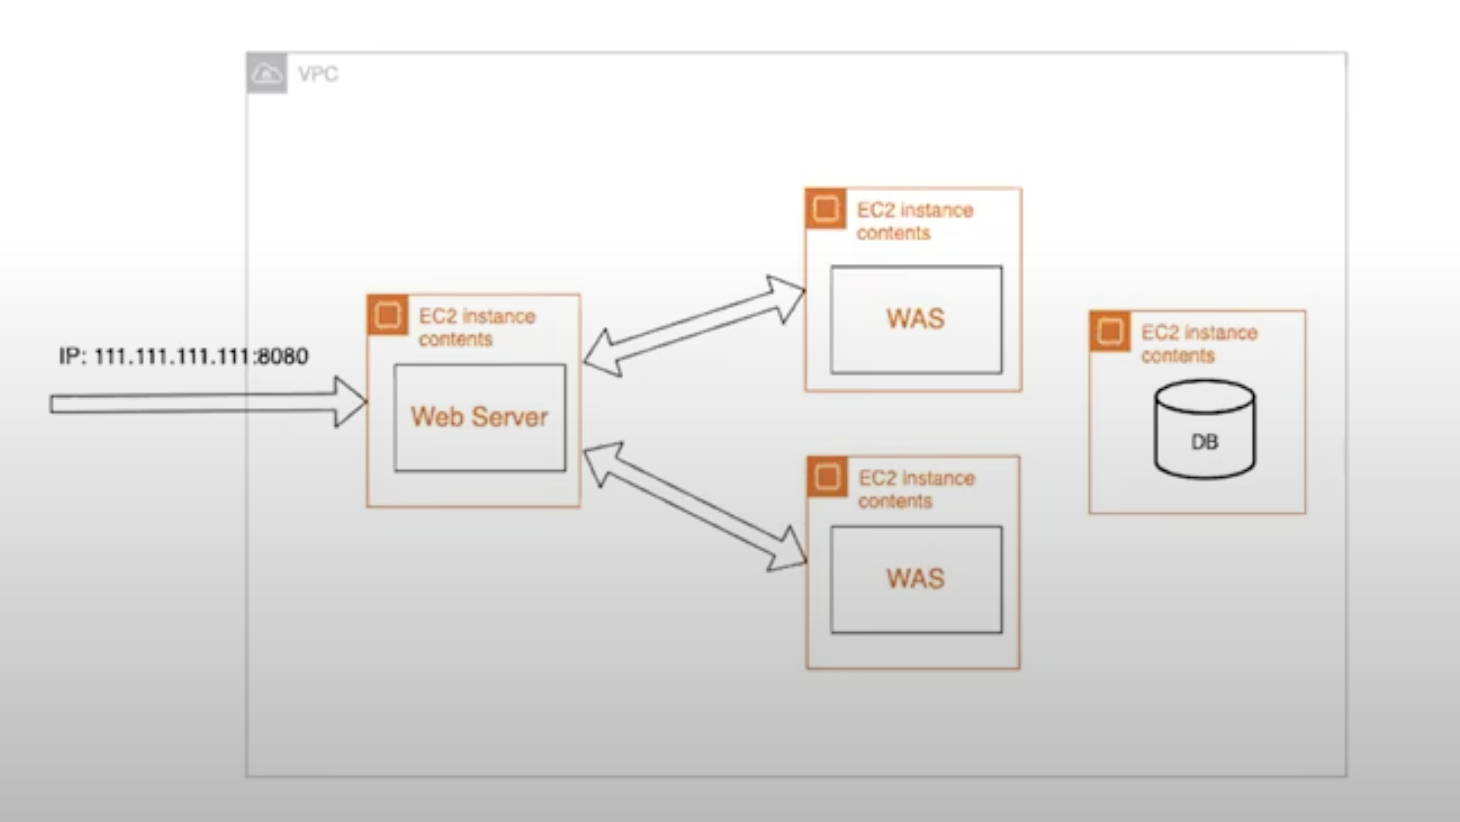 VPC
IP: 111.111.111.111:8080
EC2 instance
contents
Web Server
EC2 instance
contents
WAS
EC2 instance
contents
WAS
EC2 instance
contents
DB